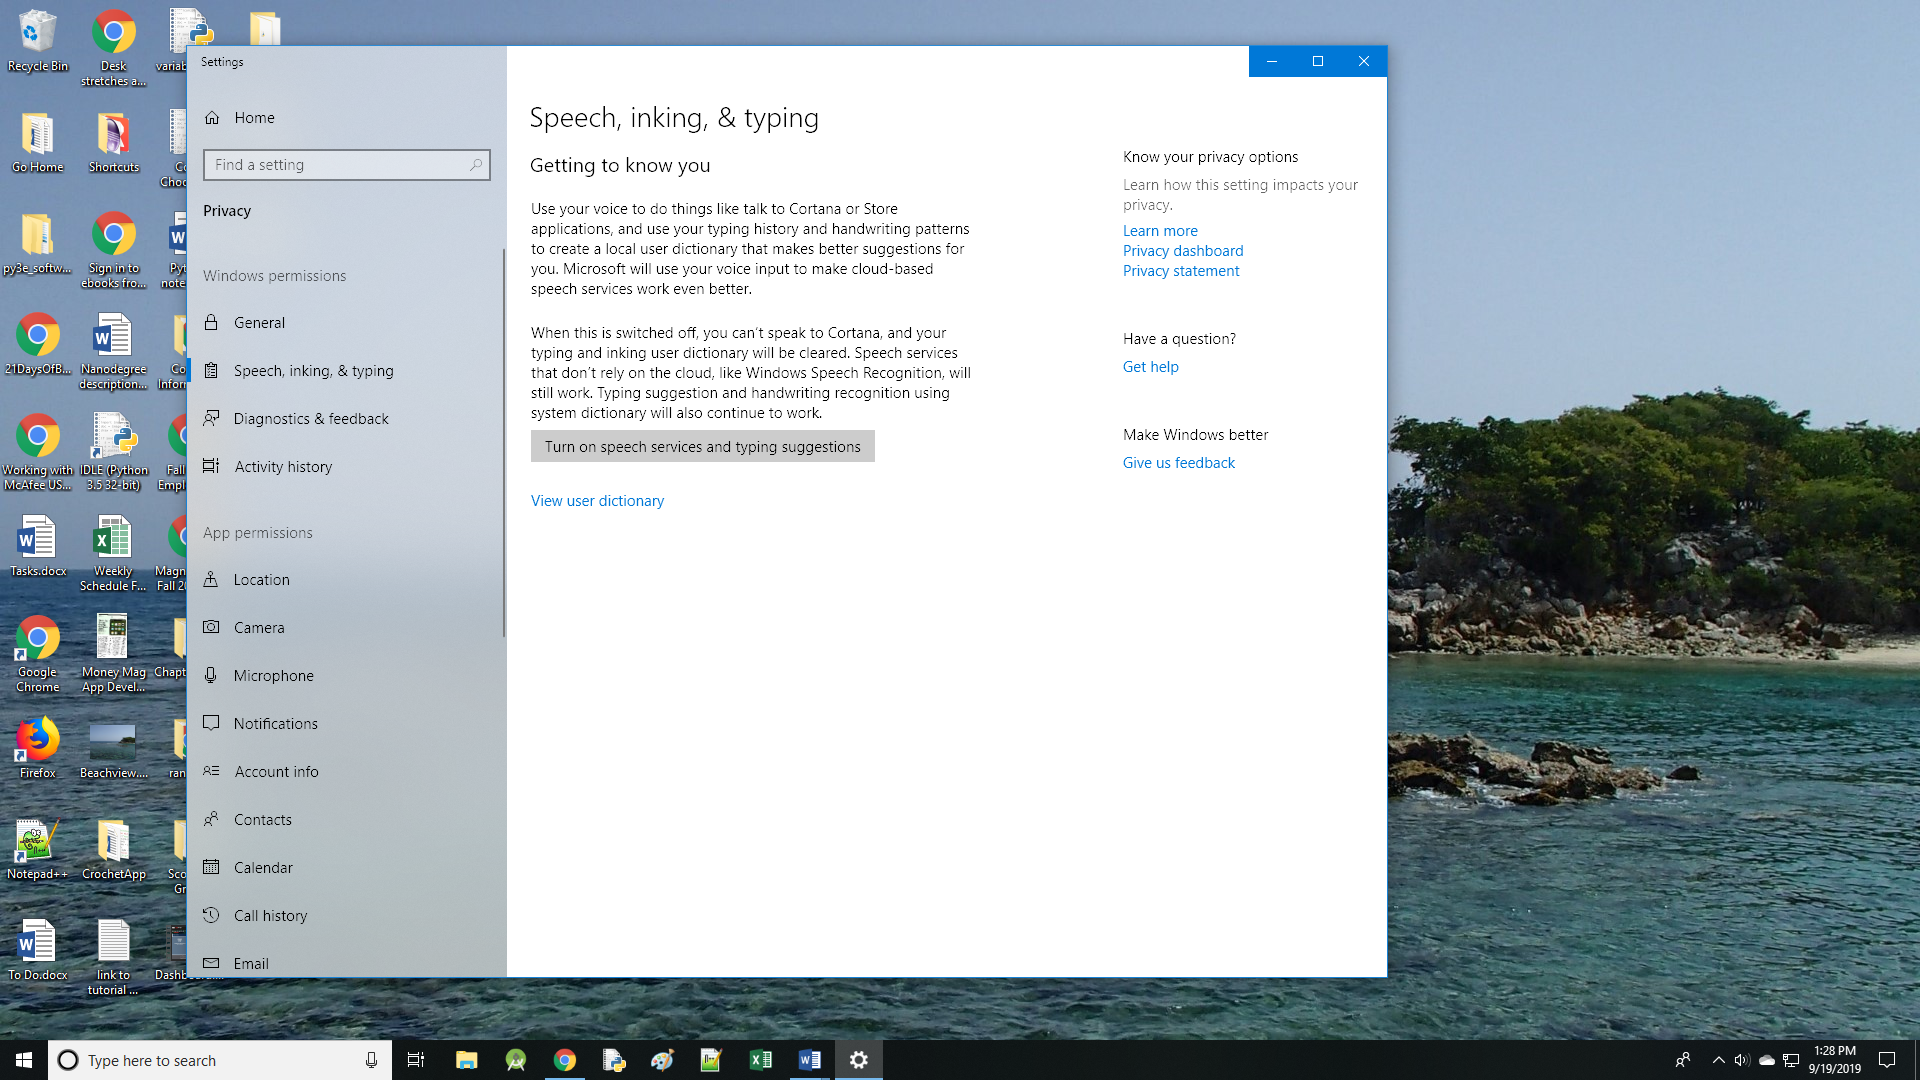 Recycle Bin
Desk
stretches a...
Go Home
Shortcuts
py3e_softw...
Sign in to
ebooks fro...
21DaysOfB...
Nanodegree
description...
Working with
McAfee US...
IDLE (Python
3.5 32-bit)
Tasks.docx
Weekly
Schedule F...
Google
Chrome
Money Mag
App Devel...
Firefox
Beachview....
Notepad++
CrochetApp
To Do.docx
link to
tutorial ...
Settings
Home
Find a setting
Privacy
Windows permissions
General
Speech, inking, & typing
Diagnostics & feedback
Activity history
App permissions
Location
Camera
Microphone
Notifications
Account info
Contacts
Calendar
Call history
Email
Speech, inking, & typing
Getting to know you
Use your voice to do things like talk to Cortana or Store
applications, and use your typing history and handwriting patterns
to create a local user dictionary that makes better suggestions for
you. Microsoft will use your voice input to make cloud-based
speech services work even better.
When this is switched off, you can't speak to Cortana, and your
typing and inking user dictionary will be cleared. Speech services
that don't rely on the cloud, like Windows Speech Recognition, will
still work. Typing suggestion and handwriting recognition using
system dictionary will also continue to work.
Turn on speech services and typing suggestions
View user dictionary
Know your privacy options
Learn how this setting impacts your
privacy.
Learn more
Privacy dashboard
Privacy statement
Have a question?
Get help
Make Windows better
Give us feedback
Type here to search
1:28 PM
9/19/2019